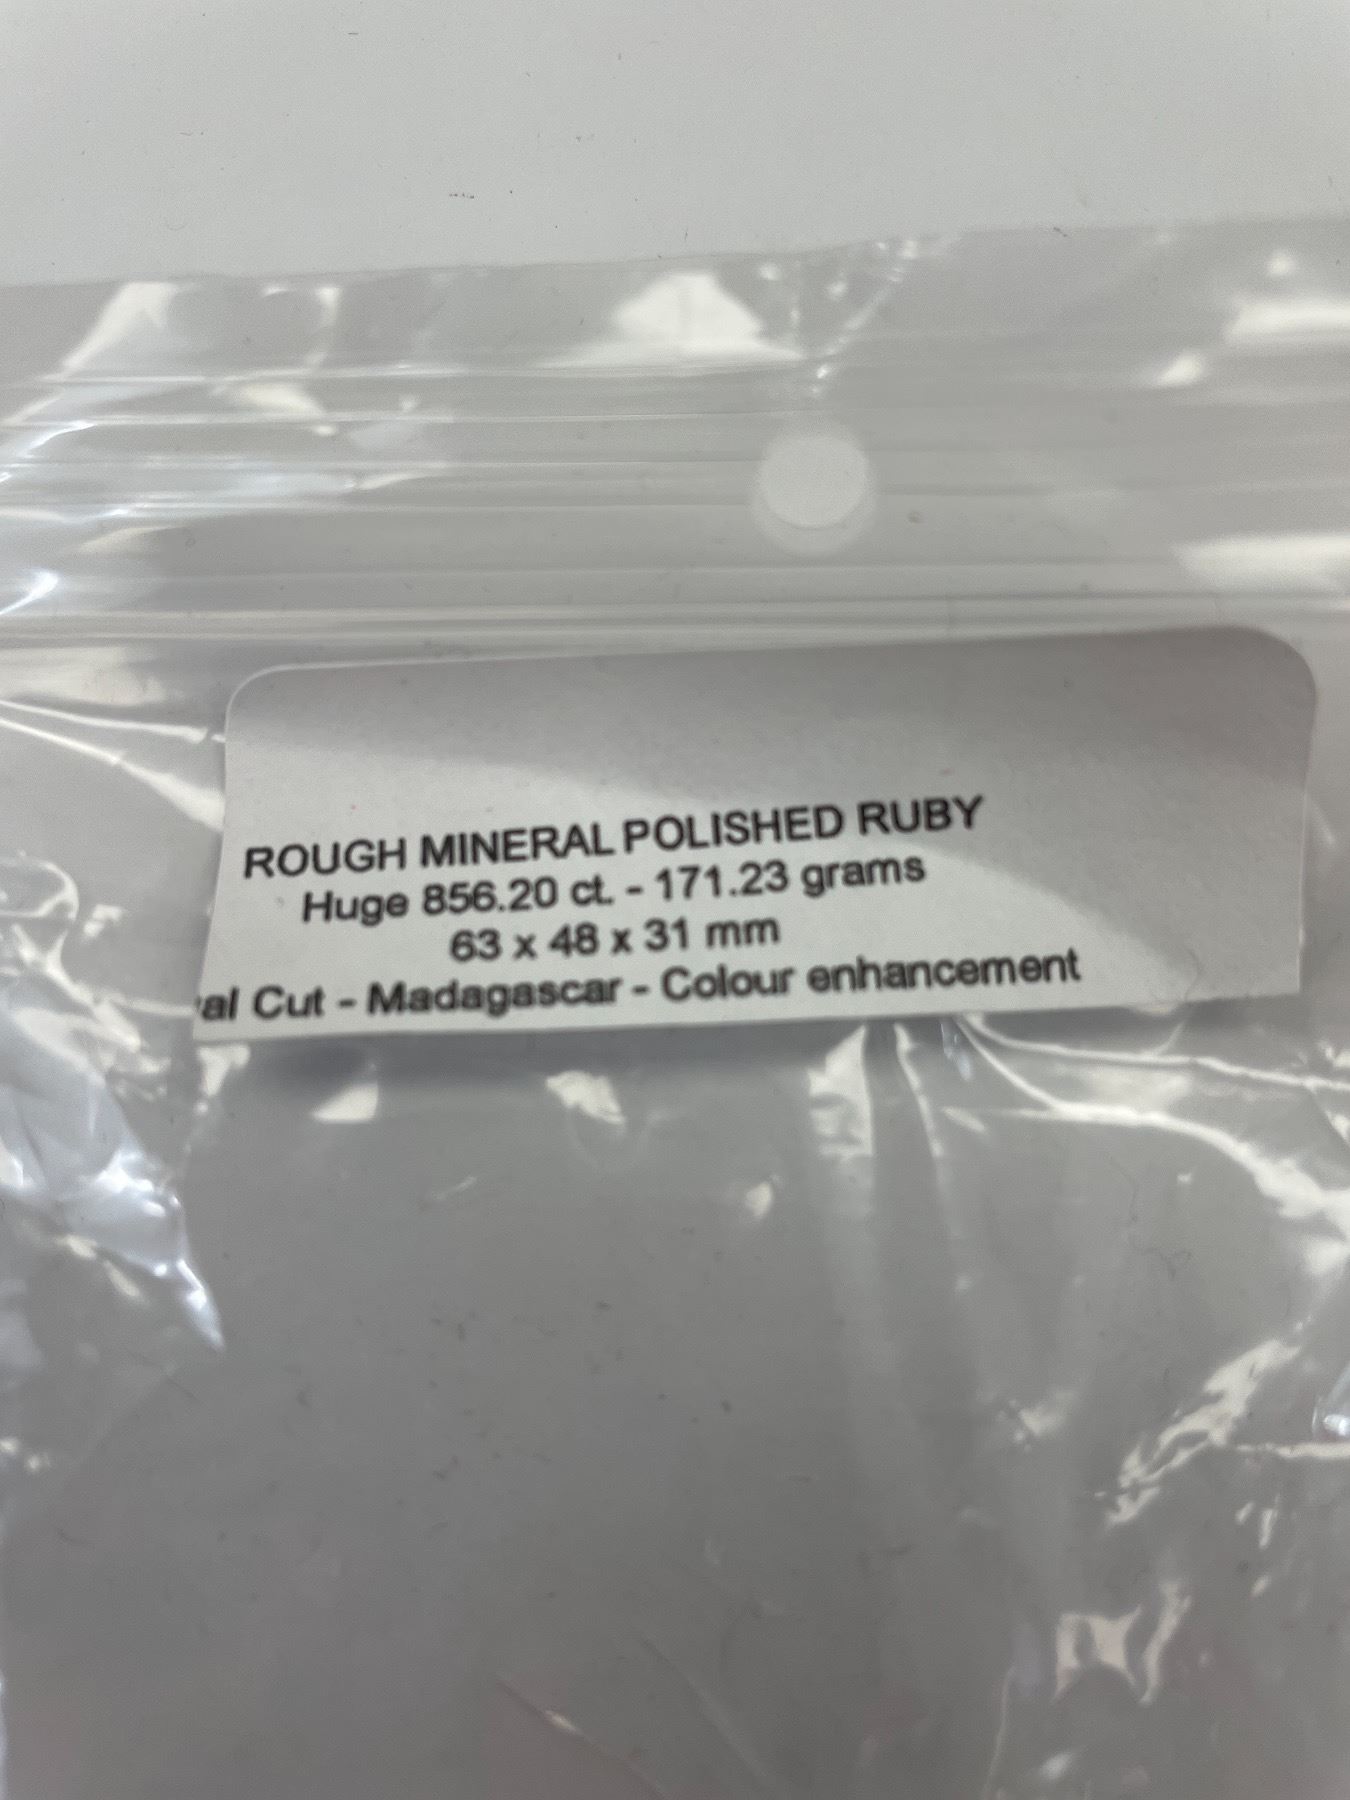 ROUGH MINERAL POLISHED RUBY
Huge 856.20 ct. - 171.23 grams
63 x 48 x 31 mm
Cut - Madagascar - Colour enhancement